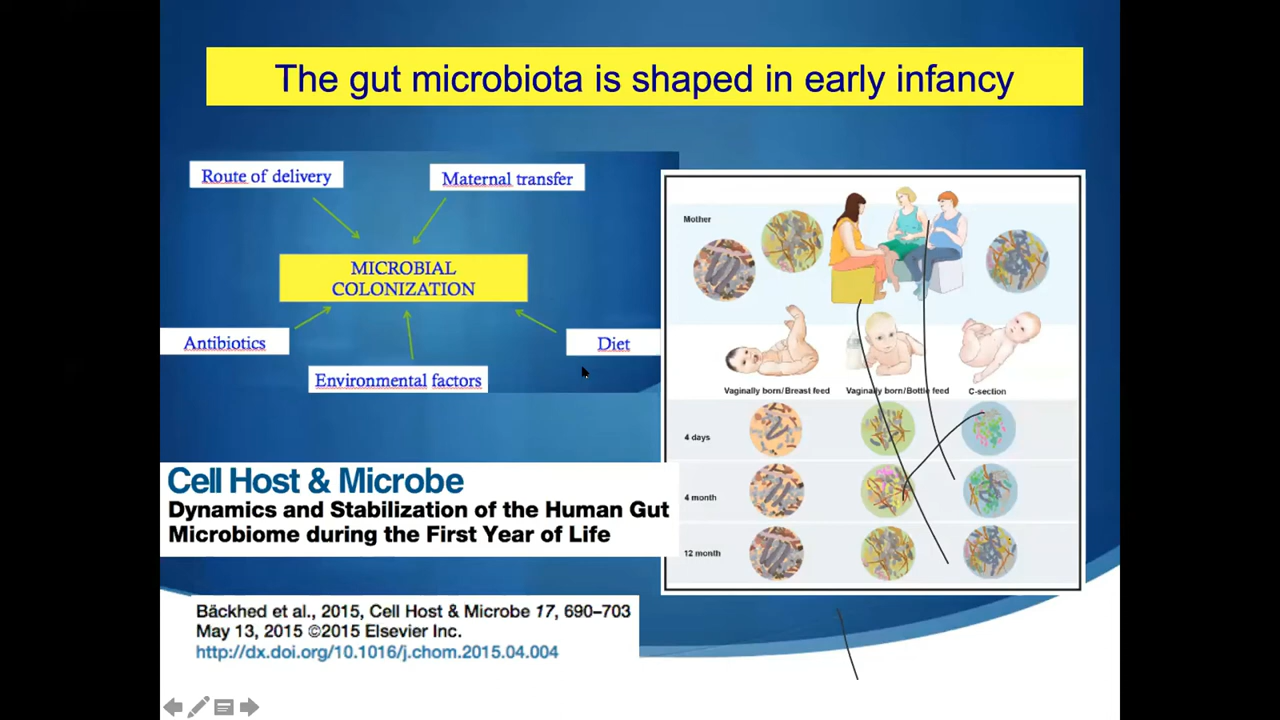 The gut microbiota is shaped in early infancy
Route of delivery
Maternal transfer
MICROBIAL
COLONIZATION
Antibiotics
Diet
Environmental factors
Mother
Vaginally born/Breast feed
Vaginally born/Bottle feed
C-section
4 days
4 month
12 month
Cell Host & Microbe
Dynamics and Stabilization of the Human Gut
Microbiome during the First Year of Life
Bäckhed et al., 2015, Cell Host & Microbe 17, 690–703
May 13, 2015 ©2015 Elsevier Inc.
http://dx.doi.org/10.1016/j.chom.2015.04.004